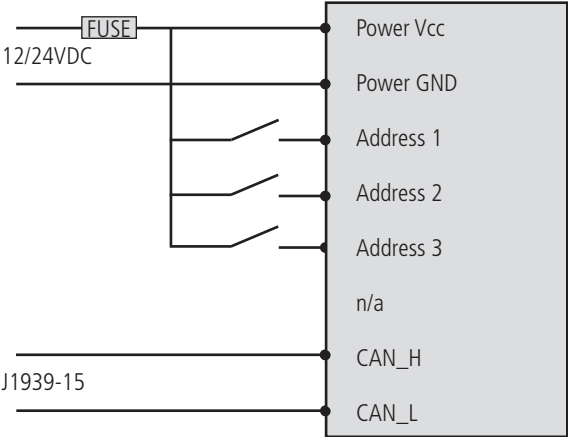 FUSE
Power Vcc
12/24VDC
Power GND
Address 1
Address 2
Address 3
n/a
CAN_H
J1939-15
CAN_L